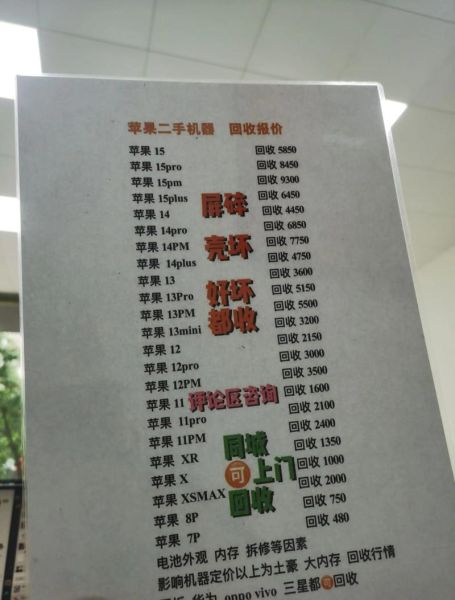 苹果二手机器 回收报价
苹果 15 回收 5850
苹果 15pro 回收 8450
苹果 15pm 回收 9300
苹果 15plus 回收 6450
苹果 14 回收 4450
苹果 14pro 回收 6850
苹果 14PM 回收 7750
苹果 14plus 回收 4750
苹果 13 回收 3600
苹果 13Pro 回收 5150
苹果 13PM 回收 5500
苹果 13mini 回收 3200
苹果 12 回收 2150
苹果 12pro 回收 3000
苹果 12PM 回收 3500
苹果 11 回收 1600
苹果 11pro 回收 2100
苹果 11PM 回收 2400
苹果 XR 回收 1350
苹果 X 回收 1000
苹果 XSMAX 回收 2000
苹果 8P 回收 750
苹果 7P 回收 480
屏碎
壳坏
好坏
都收
评论区咨询
同城
可上门
回收
电池外观 内存 拆修等因素
影响机器定价以上为土豪 大内存 回收行情
华为 oppo vivo 三星都可回收